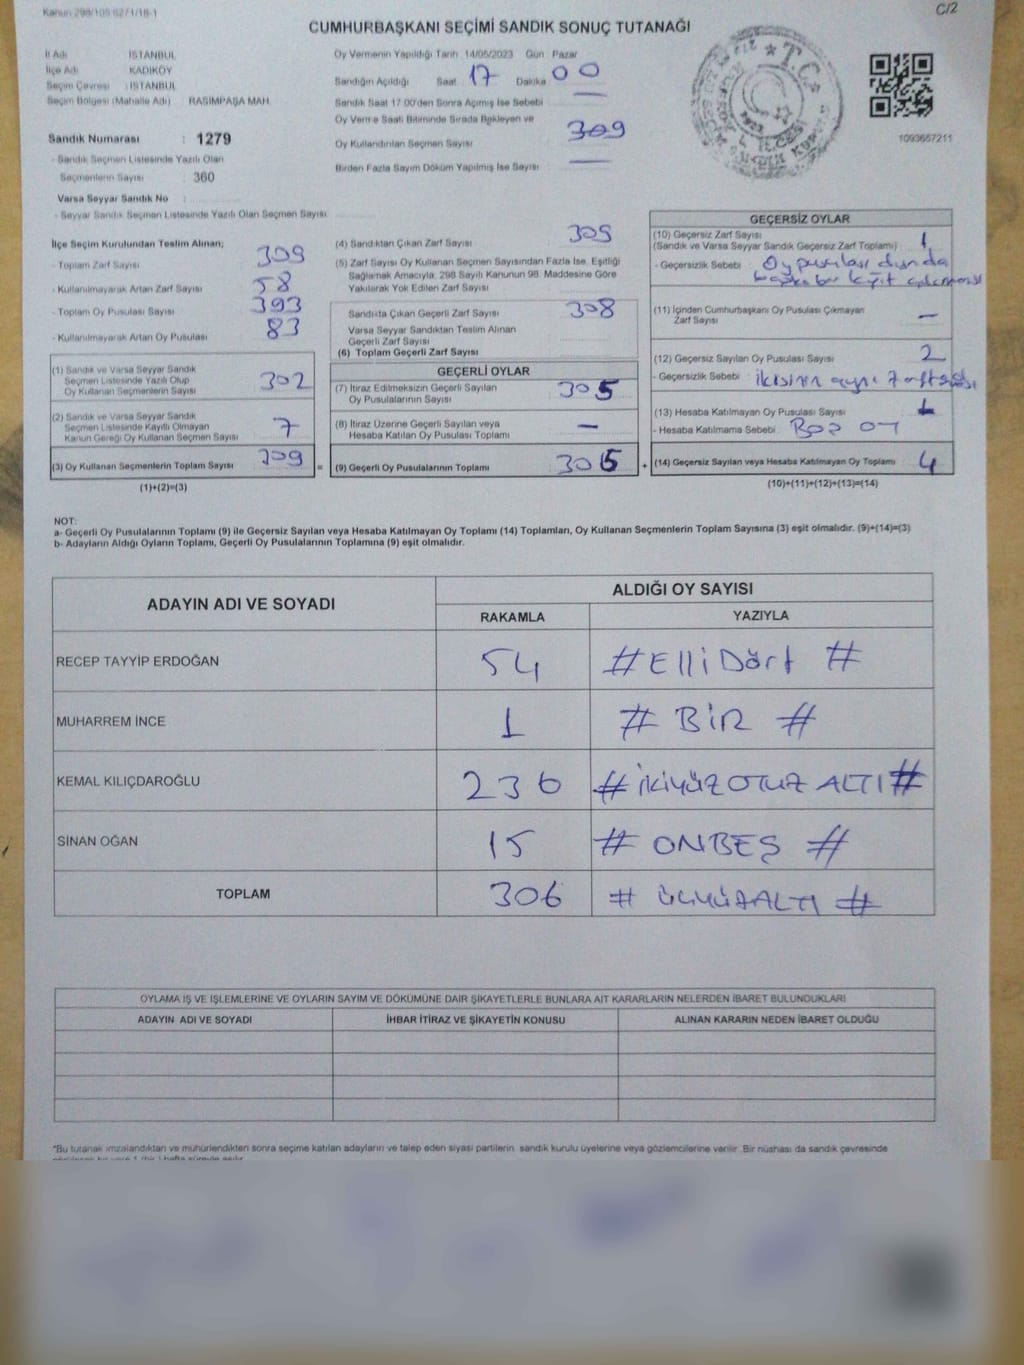 Kanun 298/105 827/1/18-1
C/2
CUMHURBAŞKANI SEÇİMİ SANDIK SONUÇ TUTANAĞI
İl Adı : İSTANBUL
İlçe Adı : KADIKÖY
Seçim Çevresi : İSTANBUL
Seçim Bölgesi (Mahalle Adı) : RASİMPAŞA MAH.
Sandık Numarası : 1279
- Sandık Seçmen Listesinde Yazılı Olan
Seçmenlerin Sayısı : 360
Varsa Seyyar Sandık No
- Seyyar Sandık Seçmen Listesinde Yazılı Olan Seçmen Sayısı
Oy Vermenin Yapıldığı Tarih 14/05/2023 Gün Pazar
Sandığın Açıldığı Saat 17 Dakika 00
Sandık Saat 17.00'den Sonra Açımış İse Sebebi —
Oy Verme Saati Bitiminde Sırada Bekleyen ve
Oy Kullandırılan Seçmen Sayısı 309
Birden Fazla Sayım Döküm Yapılmış İse Sayısı —
T.C.
1093657211
İlçe Seçim Kurulundan Teslim Alınan;
- Toplam Zarf Sayısı 309
- Kullanılmayarak Artan Zarf Sayısı 58
- Toplam Oy Pusulası Sayısı 393
- Kullanılmayarak Artan Oy Pusulası 83
(1) Sandık ve Varsa Seyyar Sandık
Seçmen Listesinde Yazılı Olup
Oy Kullanan Seçmenlerin Sayısı 302
(2) Sandık ve Varsa Seyyar Sandık
Seçmen Listesinde Kayıtlı Olmayan
Kanun Gereği Oy Kullanan Seçmen Sayısı 7
(3) Oy Kullanan Seçmenlerin Toplam Sayısı 309 =
(1)+(2)=(3)
(4) Sandıktan Çıkan Zarf Sayısı 309
(5) Zarf Sayısı Oy Kullanan Seçmen Sayısından Fazla İse, Eşitliği
Sağlamak Amacıyla, 298 Sayılı Kanunun 98. Maddesine Göre
Yakılarak Yok Edilen Zarf Sayısı
Sandıkta Çıkan Geçerli Zarf Sayısı 308
Varsa Seyyar Sandıktan Teslim Alınan
Geçerli Zarf Sayısı
(6) Toplam Geçerli Zarf Sayısı
GEÇERLİ OYLAR
(7) İtiraz Edilmeksizin Geçerli Sayılan
Oy Pusulalarının Sayısı 305
(8) İtiraz Üzerine Geçerli Sayılan veya
Hesaba Katılan Oy Pusulası Toplamı —
(9) Geçerli Oy Pusulalarının Toplamı 305 +
GEÇERSİZ OYLAR
(10) Geçersiz Zarf Sayısı
(Sandık ve Varsa Seyyar Sandık Geçersiz Zarf Toplamı) 1
- Geçersizlik Sebebi Oy pusulası dışında
başka bir kağıt çıkması
(11) İçinden Cumhurbaşkanı Oy Pusulası Çıkmayan
Zarf Sayısı —
(12) Geçersiz Sayılan Oy Pusulası Sayısı 2
- Geçersizlik Sebebi : ikisinin ayrı
(13) Hesaba Katılmayan Oy Pusulası Sayısı 1
- Hesaba Katılmama Sebebi Boş oy
(14) Geçersiz Sayılan veya Hesaba Katılmayan Oy Toplamı 4
(10)+(11)+(12)+(13)=(14)
NOT:
a- Geçerli Oy Pusulalarının Toplamı (9) ile Geçersiz Sayılan veya Hesaba Katılmayan Oy Toplamı (14) Toplamları, Oy Kullanan Seçmenlerin Toplam Sayısına (3) eşit olmalıdır. (9)+(14)=(3)
b- Adayların Aldığı Oyların Toplamı, Geçerli Oy Pusulalarının Toplamına (9) eşit olmalıdır.
ADAYIN ADI VE SOYADI
ALDIĞI OY SAYISI
RAKAMLA YAZIYLA
RECEP TAYYİP ERDOĞAN 54 # Elli Dört #
MUHARREM İNCE 1 # BİR #
KEMAL KILIÇDAROĞLU 236 # İKİYÜZ OTUZ ALTI #
SİNAN OĞAN 15 # ONBEŞ #
TOPLAM 306 # ÜÇYÜZALTI #
OYLAMA İŞ VE İŞLEMLERİNE VE OYLARIN SAYIM VE DÖKÜMÜNE DAİR ŞİKAYETLERLE BUNLARA AİT KARARLARIN NELERDEN İBARET BULUNDUKLARI
ADAYIN ADI VE SOYADI İHBAR İTİRAZ VE ŞİKAYETİN KONUSU ALINAN KARARIN NEDEN İBARET OLDUĞU
*Bu tutanak imzalandıktan ve mühürlendikten sonra seçime katılan adayların ve talep eden siyasi partilerin sandık kurulu üyelerine veya gözlemcilerine verilir. Bir nüshası da sandık çevresinde